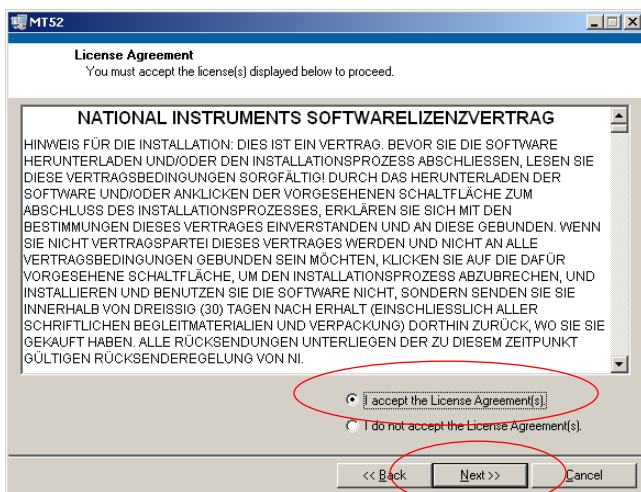 MT52
License Agreement
You must accept the license(s) displayed below to proceed.
NATIONAL INSTRUMENTS SOFTWARELIZENZVERTRAG
HINWEIS FÜR DIE INSTALLATION: DIES IST EIN VERTRAG. BEVOR SIE DIE SOFTWARE
HERUNTERLADEN UND/ODER DEN INSTALLATIONSPROZESS ABSCHLIESSEN, LESEN SIE
DIESE VERTRAGSBEDINGUNGEN SORGFÄLTIG! DURCH DAS HERUNTERLADEN DER
SOFTWARE UND/ODER ANKLICKEN DER VORGESEHENEN SCHALTFLÄCHE ZUM
ABSCHLUSS DES INSTALLATIONSPROZESSES, ERKLÄREN SIE SICH MIT DEN
BESTIMMUNGEN DIESES VERTRAGES EINVERSTANDEN UND AN DIESE GEBUNDEN. WENN
SIE NICHT VERTRAGSPARTEI DIESES VERTRAGES WERDEN UND NICHT AN ALLE
VERTRAGSBEDINGUNGEN GEBUNDEN SEIN MÖCHTEN, KLICKEN SIE AUF DIE DAFÜR
VORGESEHENE SCHALTFLÄCHE, UM DEN INSTALLATIONSPROZESS ABZUBRECHEN, UND
INSTALLIEREN UND BENUTZEN SIE DIE SOFTWARE NICHT, SONDERN SENDEN SIE SIE
INNERHALB VON DREISSIG (30) TAGEN NACH ERHALT (EINSCHLIESSLICH ALLER
SCHRIFTLICHEN BEGLEITMATERIALIEN UND VERPACKUNG) DORTHIN ZURÜCK, WO SIE SIE
GEKAUFT HABEN. ALLE RÜCKSENDUNGEN UNTERLIEGEN DER ZU DIESEM ZEITPUNKT
GÜLTIGEN RÜCKSENDEREGELUNG VON NI.
I accept the License Agreement(s).
I do not accept the License Agreement(s).
<< Back Next >> Cancel